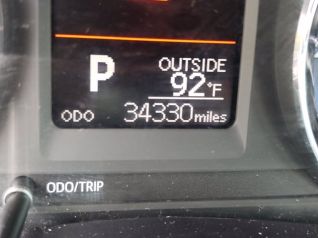 P OUTSIDE
92°F
ODO 34330 miles
ODO/TRIP